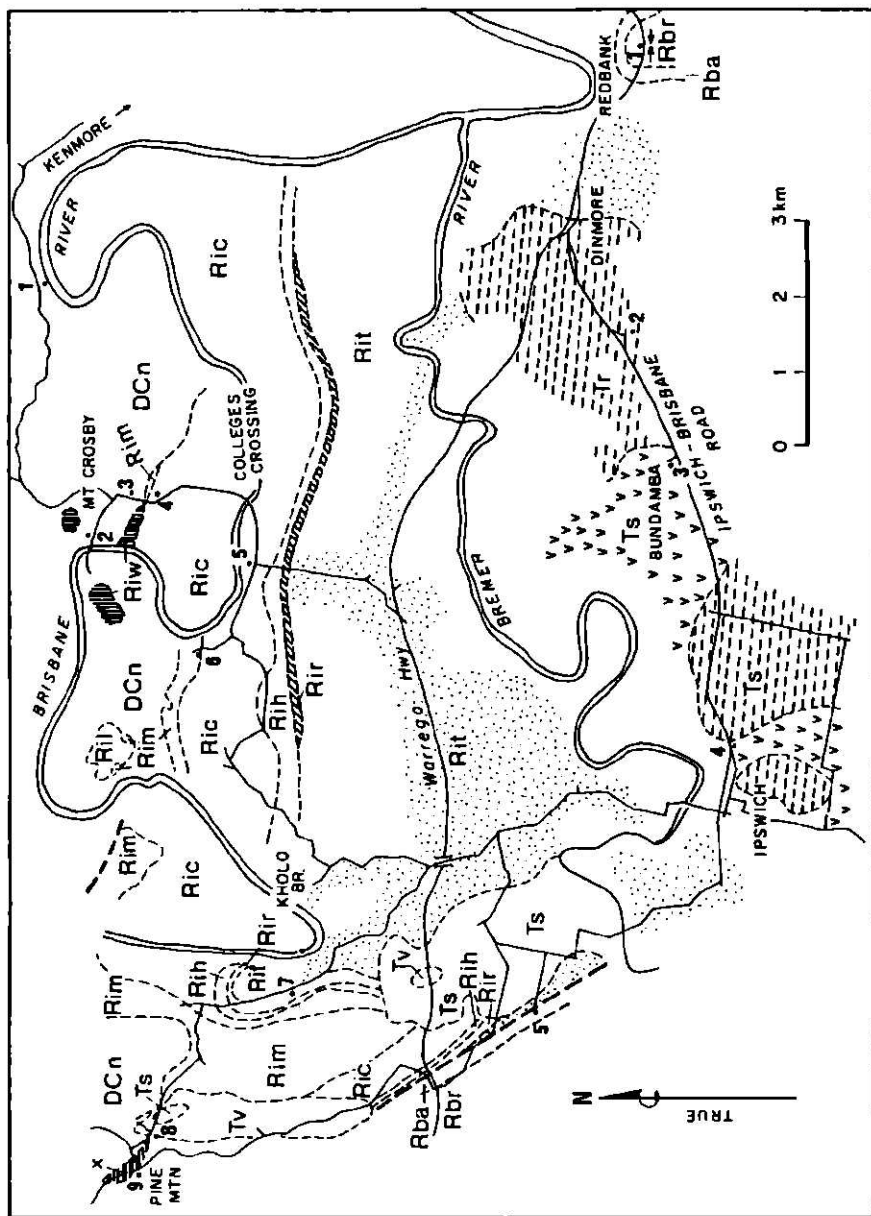 KENMORE
1
RIVER
Rbr
1
REDBANK
Rba
Ric
RIVER
DINMORE
3 km
2
1
0
DCn
Rit
Tr
2
MT CROSBY
Rim
3
4
2
COLLEGES
CROSSING
Riw
Ric
5
BRISBANE
Ts
BUNDAMBA
3
IPSWICH - BRISBANE
ROAD
BREMER
DCn
6
Ric
Rih
Rir
Warrego Hwy
Rit
Ts
4
IPSWICH
Ril
Rim
Rim
Ric
KHOLO
BR.
Rir
Rih
Rit
7
Tv
Ts
Rih
Rir
Ts
5
Rim
DCn
Ts
Rim
Ric
Tv
8
Rba
Rbr
x
9
PINE
MTN
N
TRUE